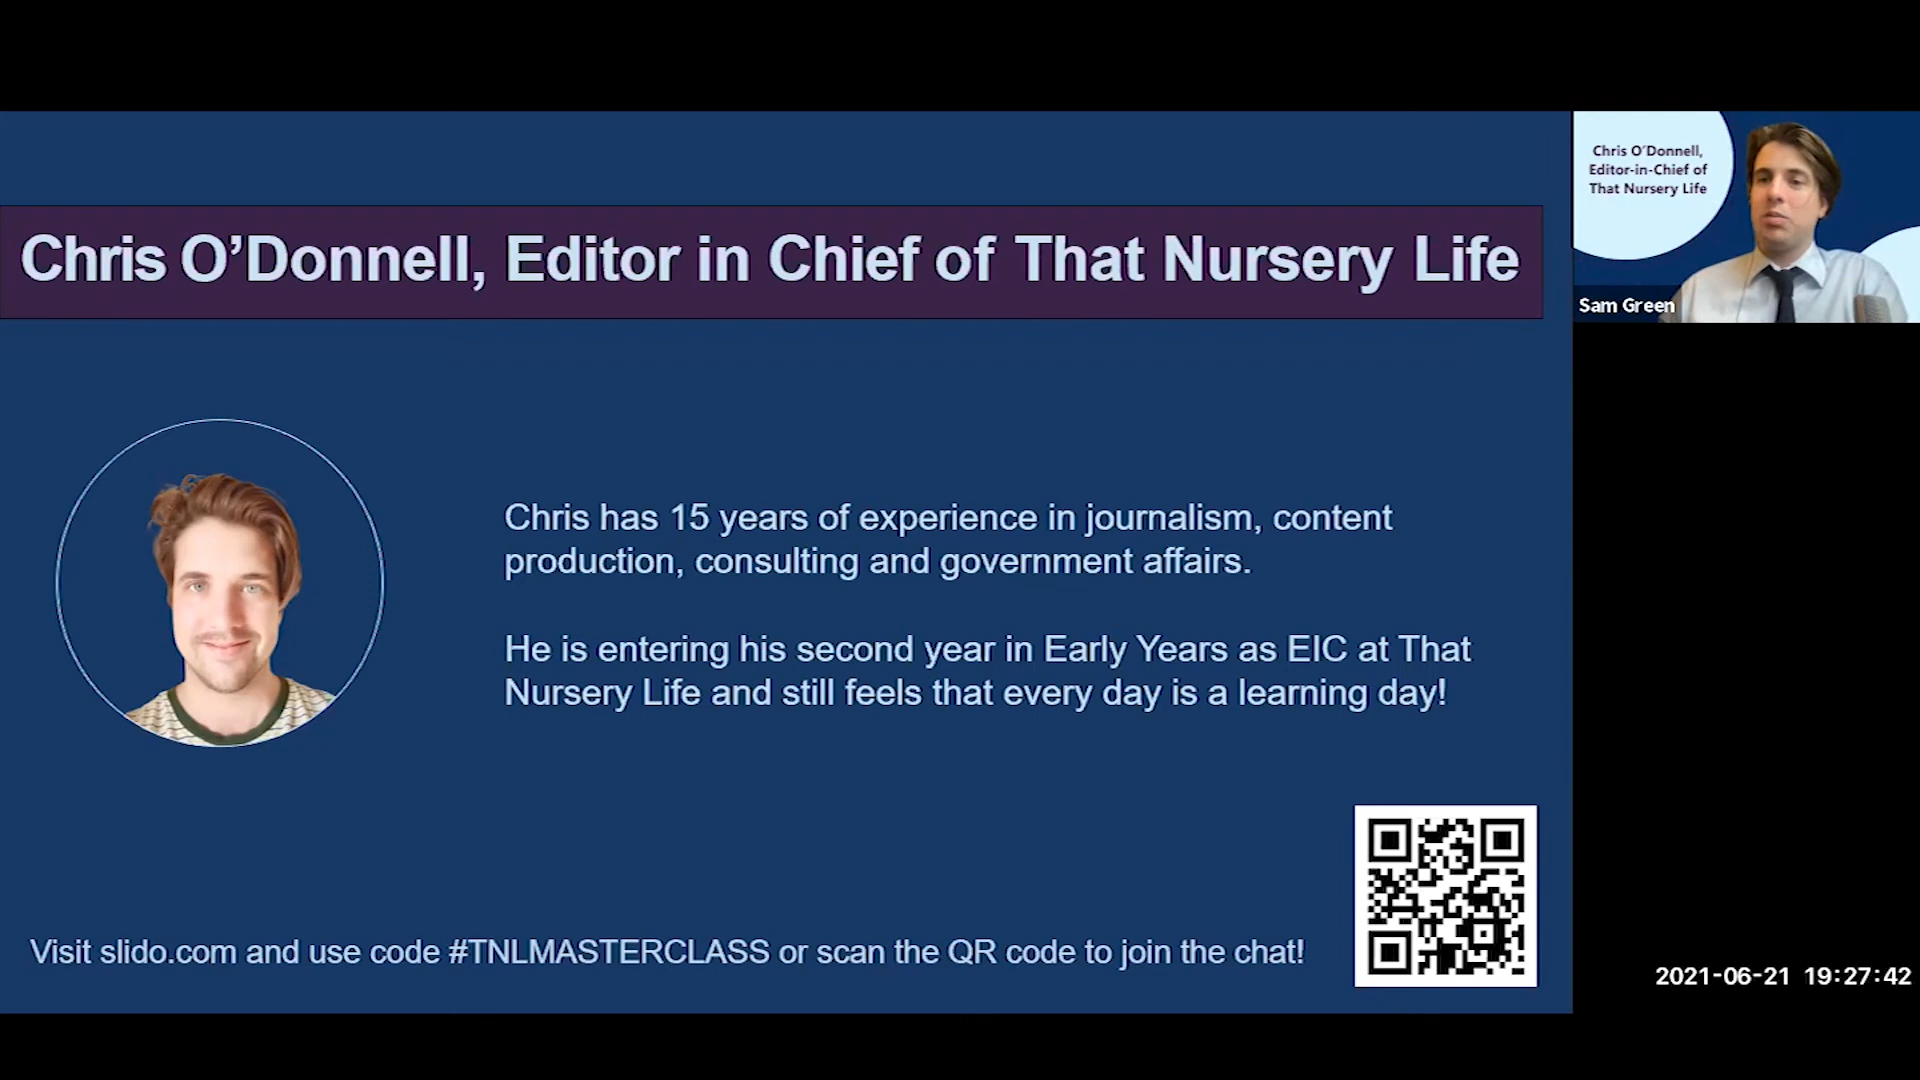 Chris O’Donnell, Editor in Chief of That Nursery Life
Chris O’Donnell,
Editor-in-Chief of
That Nursery Life
Sam Green
Chris has 15 years of experience in journalism, content
production, consulting and government affairs.
He is entering his second year in Early Years as EIC at That
Nursery Life and still feels that every day is a learning day!
Visit slido.com and use code #TNLMASTERCLASS or scan the QR code to join the chat!
2021-06-21 19:27:42